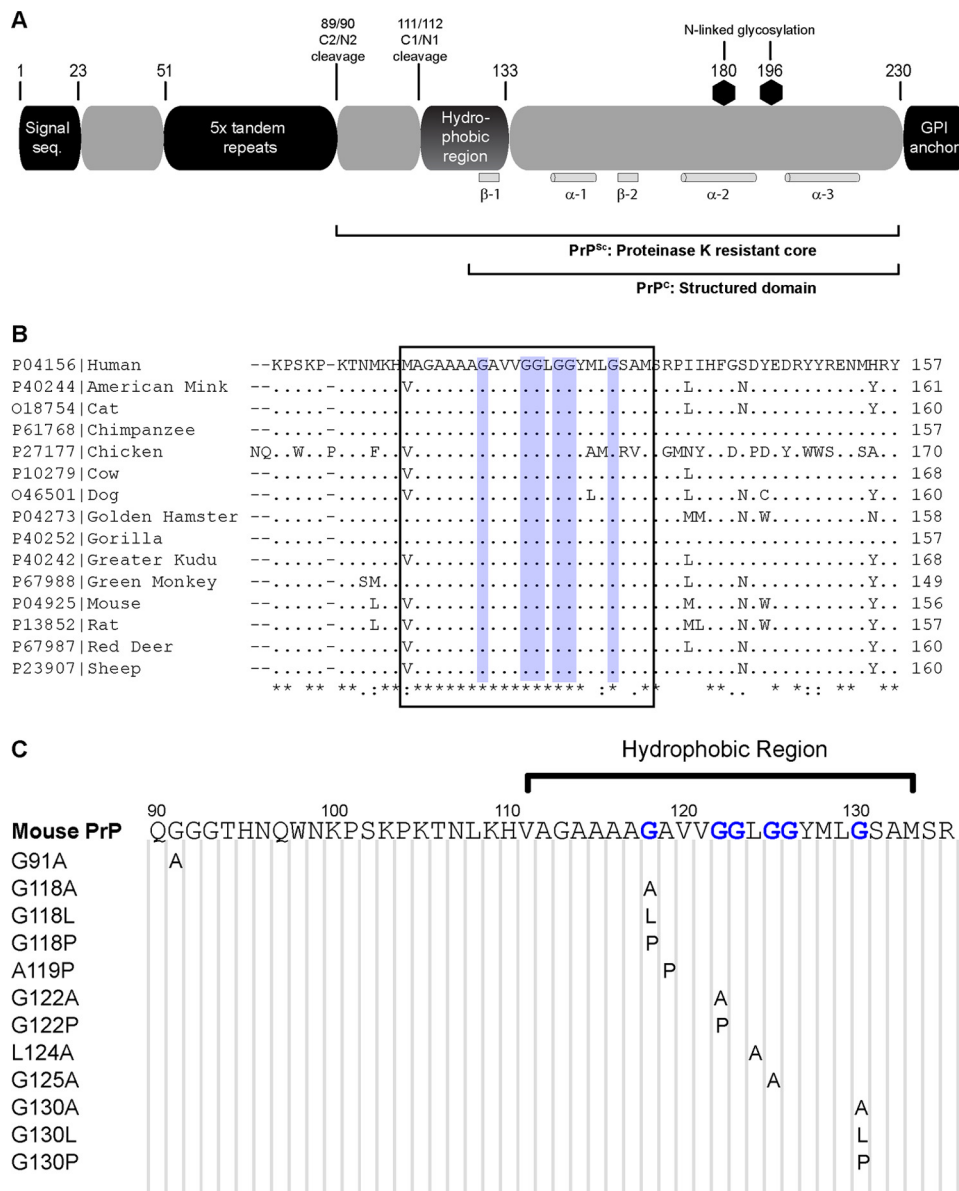 A
89/90
C2/N2
cleavage
111/112
C1/N1
cleavage
N-linked glycosylation
1 23 51 133 180 196 230
Signal seq.
5x tandem repeats
Hydro-phobic region
GPI anchor
β-1 α-1 β-2 α-2 α-3
PrPSc: Proteinase K resistant core
PrPC: Structured domain
B
P04156|Human --KPSKP-KTNMKHMAGAAAAGAVVGGLGGYMLGSAMSRPIIHFGSDYEDRYYRENMHRY 157
P40244|American Mink --.....-......V.........................L....N...........Y.. 161
O18754|Cat --.....-......V.........................L....N...........Y.. 160
P61768|Chimpanzee --.....-.................................................... 157
P27177|Chicken NQ..W..P...F..V................AM.RV..GMNY..D.PD.Y.WWS..SA.. 170
P10279|Cow --.....-......V.........................L................... 168
O46501|Dog --.....-......V................L........L....N.C.........Y.. 160
P04273|Golden Hamster --.....-................................MM...N.W.........N.. 158
P40252|Gorilla --.....-.................................................... 157
P40242|Greater Kudu --.....-......V.........................L................Y.. 168
P67988|Green Monkey --.....-..SM............................L....N...........Y.. 149
P04925|Mouse --.....-...L..V.........................M....N.W.........Y.. 156
P13852|Rat --.....-...L..V.........................ML...N.W.........Y.. 157
P67987|Red Deer --.....-......V.........................L....N...........Y.. 160
P23907|Sheep --.....-......V..............................N...........Y.. 160
C
Hydrophobic Region
90 100 110 120 130
Mouse PrP QGGGTHNQWNKPSKPKTNLKHVAGAAAAGAVVGGLGGYMLGSAMSR
G91A A
G118A A
G118L L
G118P P
A119P P
G122A A
G122P P
L124A A
G125A A
G130A A
G130L L
G130P P